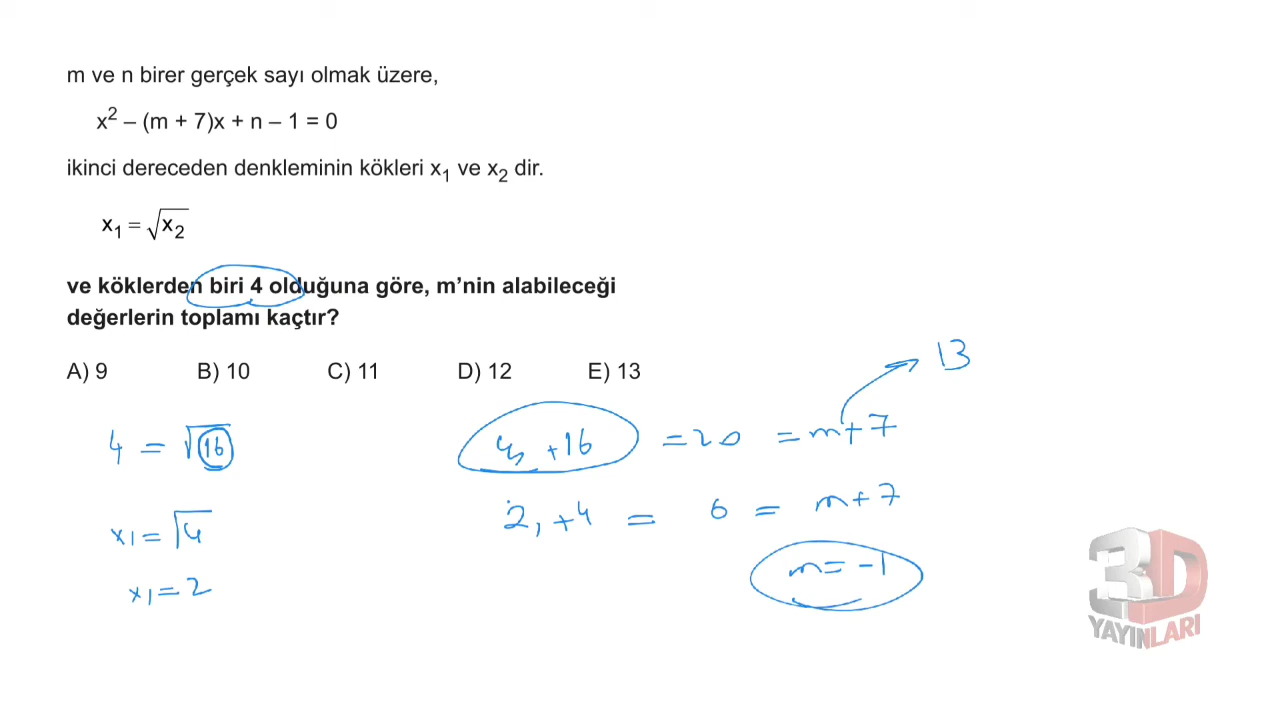 m ve n birer gerçek sayı olmak üzere,
x² – (m + 7)x + n – 1 = 0
ikinci dereceden denkleminin kökleri x₁ ve x₂ dir.
x₁ = √x₂
ve köklerden biri 4 olduğuna göre, m'nin alabileceği
değerlerin toplamı kaçtır?
A) 9 B) 10 C) 11 D) 12 E) 13
13
4 = √16
4 +16 =20 = m+7
x₁ = √4
2 +4 = 6 = m+7
x₁ = 2
m = -1
3D
YAYINLARI